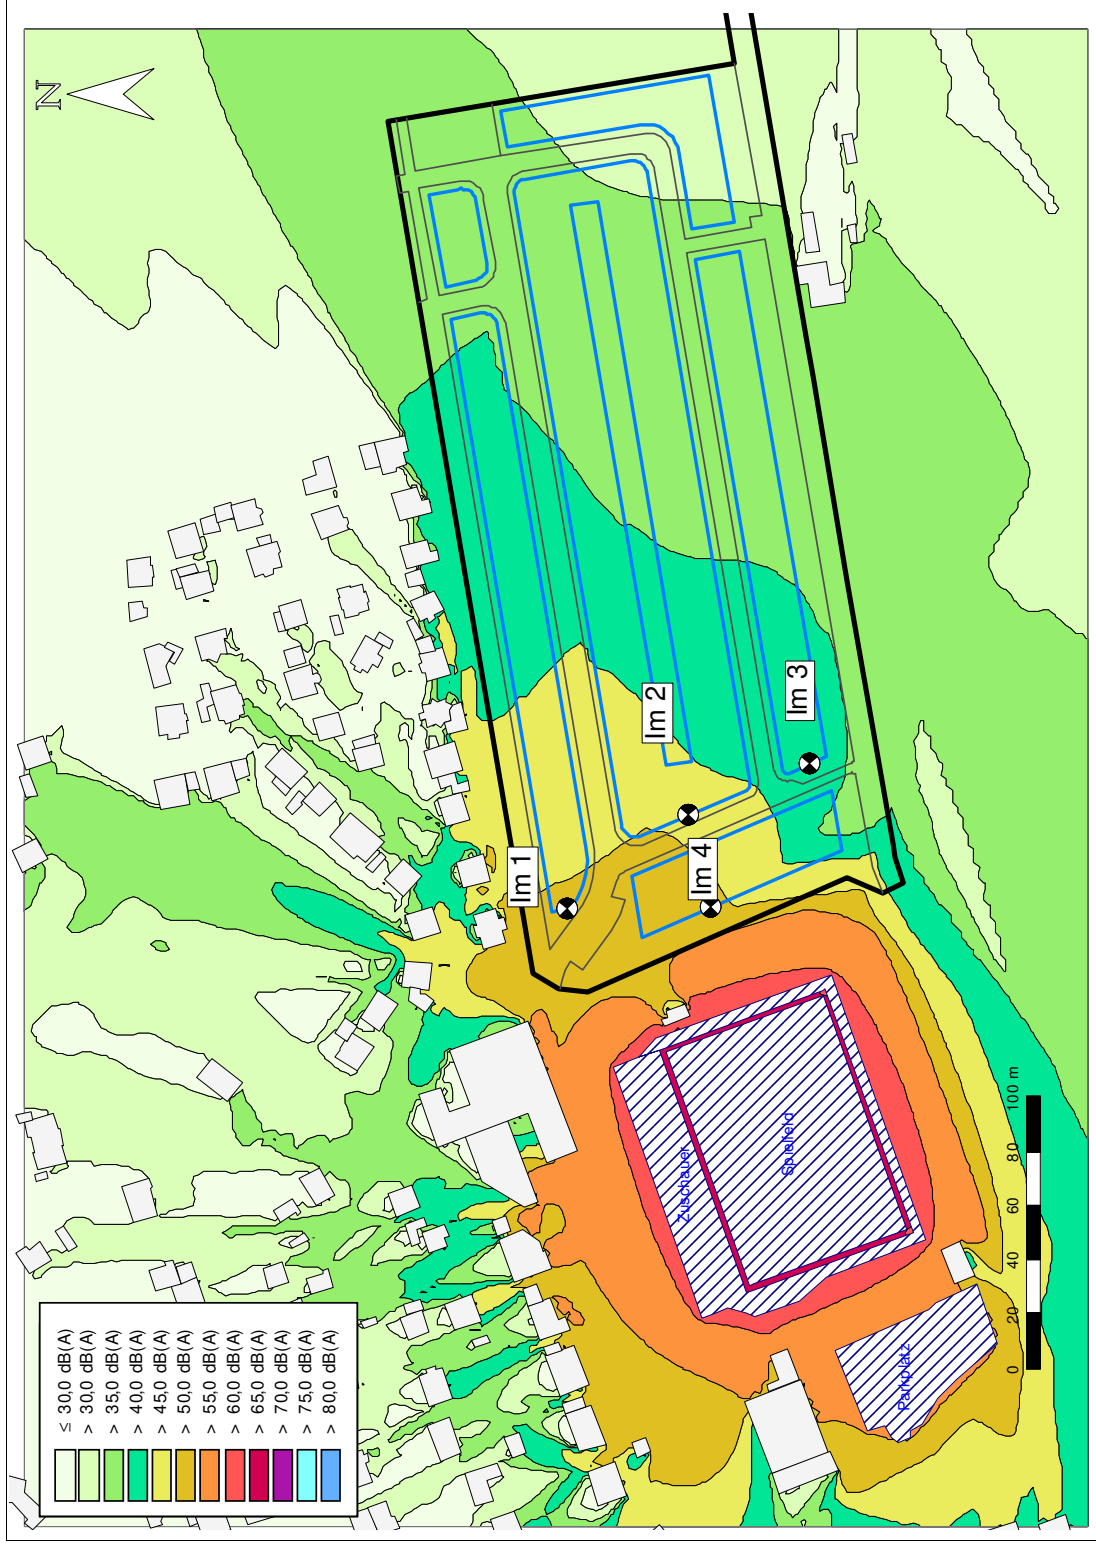 N
Im 1
Im 2
Im 3
Im 4
Zuschauer
Spielfeld
Parkplatz
0 20 40 60 80 100 m
≤ 30,0 dB(A)
> 30,0 dB(A)
> 35,0 dB(A)
> 40,0 dB(A)
> 45,0 dB(A)
> 50,0 dB(A)
> 55,0 dB(A)
> 60,0 dB(A)
> 65,0 dB(A)
> 70,0 dB(A)
> 75,0 dB(A)
> 80,0 dB(A)